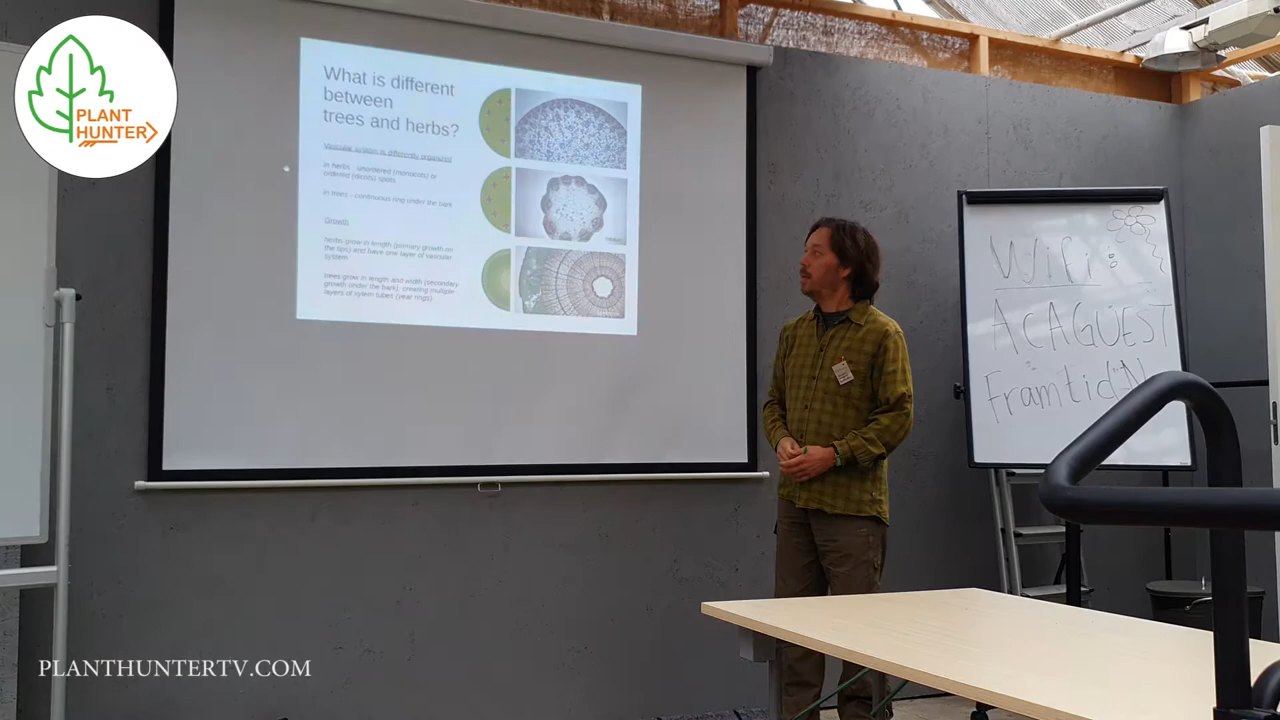 PLANT
HUNTER
What is different
between
trees and herbs?
Vascular system is differently organized
in herbs - unordered (monocots) or
ordered (dicots) spots
in trees - continuous ring under the bark
Growth
herbs grow in length (primary growth on
the tips) and have one layer of vascular
system
trees grow in length and width (secondary
growth under the bark), creating multiple
layers of xylem tubes (year rings)
Wifi:
ACAGUEST
FramtidN
PLANTHUNTERTV.COM